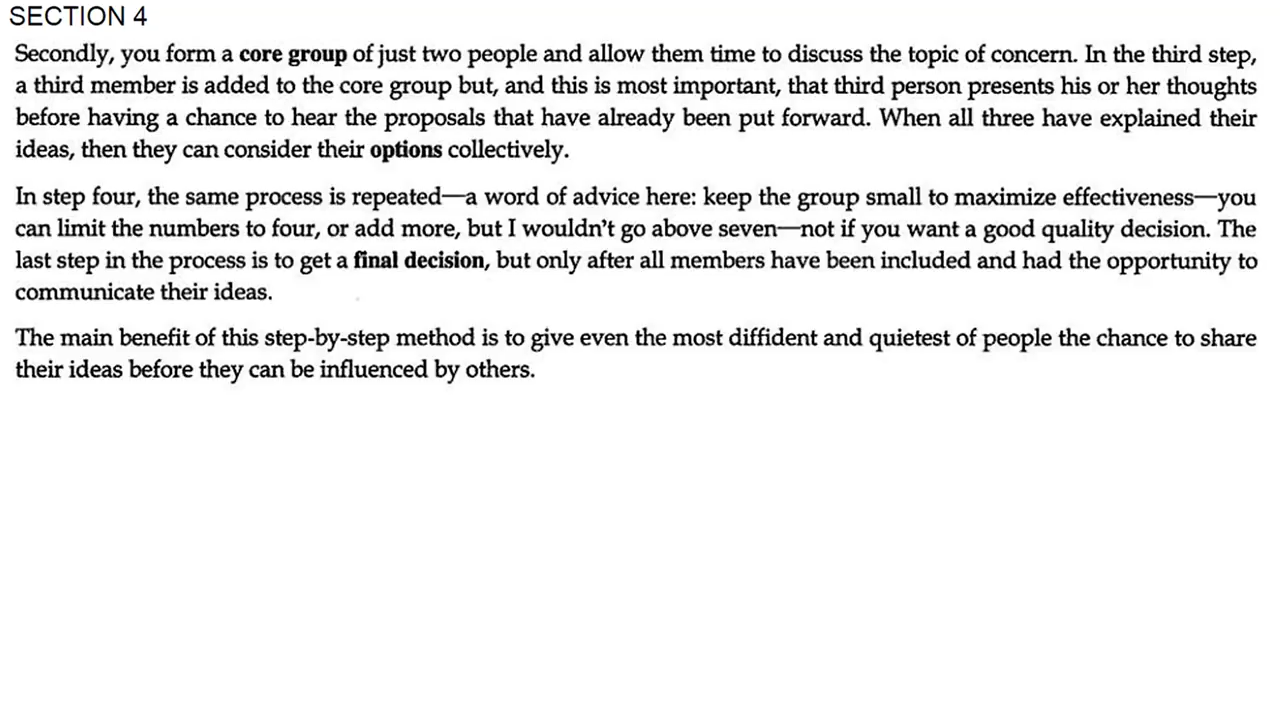 SECTION 4
Secondly, you form a core group of just two people and allow them time to discuss the topic of concern. In the third step,
a third member is added to the core group but, and this is most important, that third person presents his or her thoughts
before having a chance to hear the proposals that have already been put forward. When all three have explained their
ideas, then they can consider their options collectively.
In step four, the same process is repeated—a word of advice here: keep the group small to maximize effectiveness—you
can limit the numbers to four, or add more, but I wouldn't go above seven—not if you want a good quality decision. The
last step in the process is to get a final decision, but only after all members have been included and had the opportunity to
communicate their ideas.
The main benefit of this step-by-step method is to give even the most diffident and quietest of people the chance to share
their ideas before they can be influenced by others.